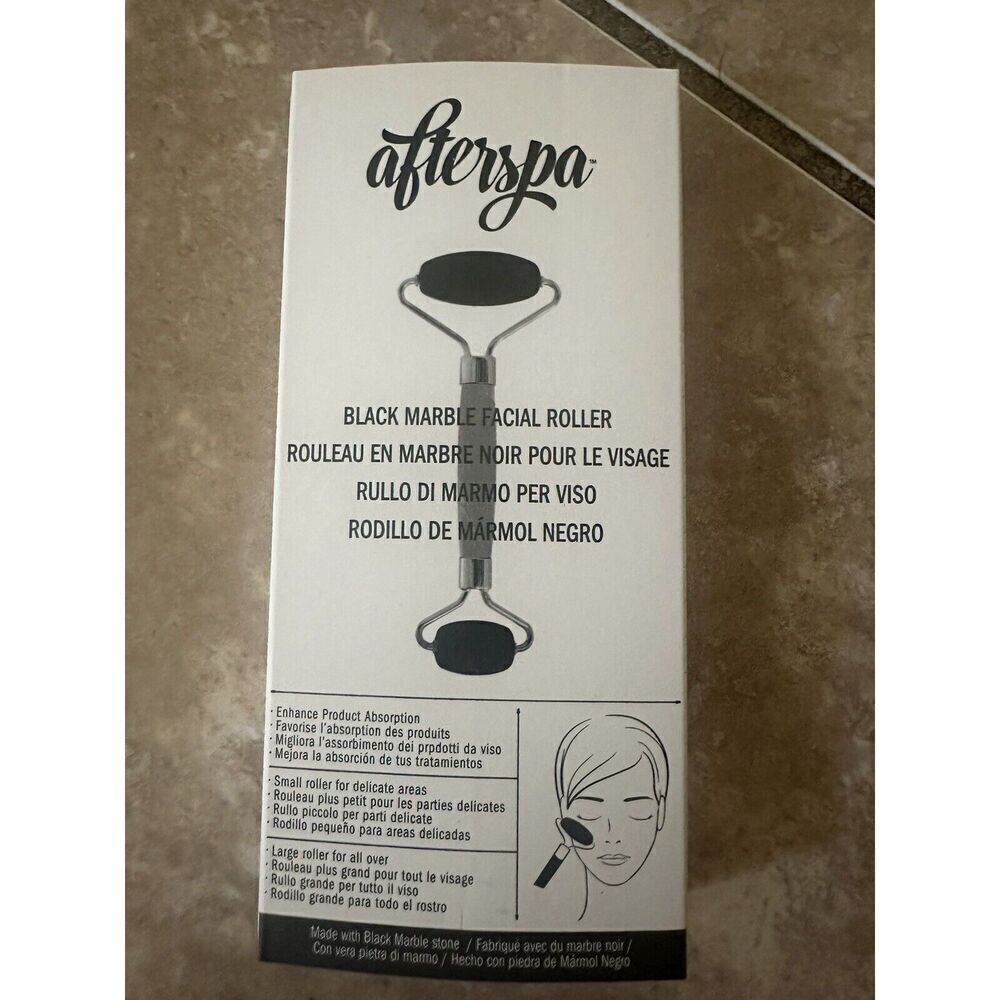 afterspa™
BLACK MARBLE FACIAL ROLLER
ROULEAU EN MARBRE NOIR POUR LE VISAGE
RULLO DI MARMO PER VISO
RODILLO DE MÁRMOL NEGRO
· Enhance Product Absorption
· Favorise l'absorption des produits
· Migliora l'assorbimento dei prpdotti da viso
· Mejora la absorción de tus tratamientos
· Small roller for delicate areas
· Rouleau plus petit pour les parties delicates
· Rullo piccolo per parti delicate
· Rodillo pequeño para areas delicadas
· Large roller for all over
· Rouleau plus grand pour tout le visage
· Rullo grande per tutto il viso
· Rodillo grande para todo el rostro
Made with Black Marble stone / Fabriqué avec du marbre noir /
Con vera pietra di marmo / Hecho con piedra de Mármol Negro